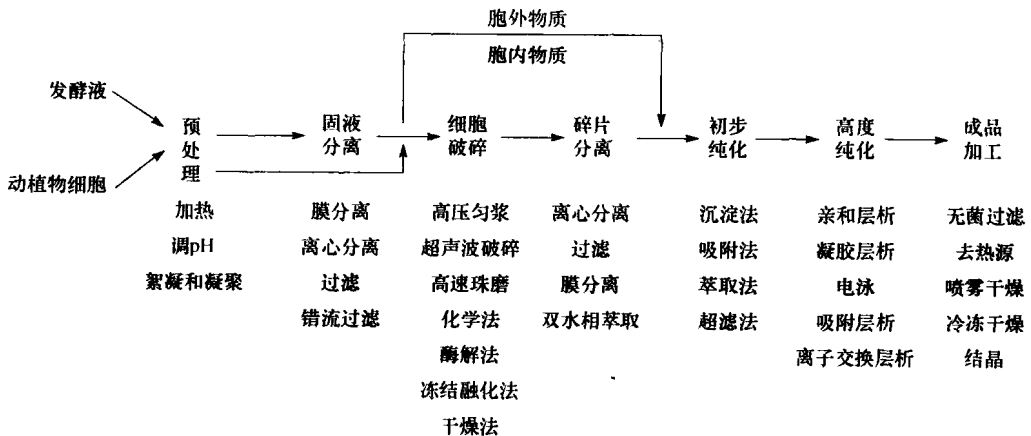 胞外物质
胞内物质
发酵液
动植物细胞
预
处
理
固液
分离
细胞
破碎
碎片
分离
初步
纯化
高度
纯化
成品
加工
加热
调pH
絮凝和凝聚
膜分离
离心分离
过滤
错流过滤
高压匀浆
超声波破碎
高速珠磨
化学法
酶解法
冻结融化法
干燥法
离心分离
过滤
膜分离
双水相萃取
沉淀法
吸附法
萃取法
超滤法
亲和层析
凝胶层析
电泳
吸附层析
离子交换层析
无菌过滤
去热源
喷雾干燥
冷冻干燥
结晶